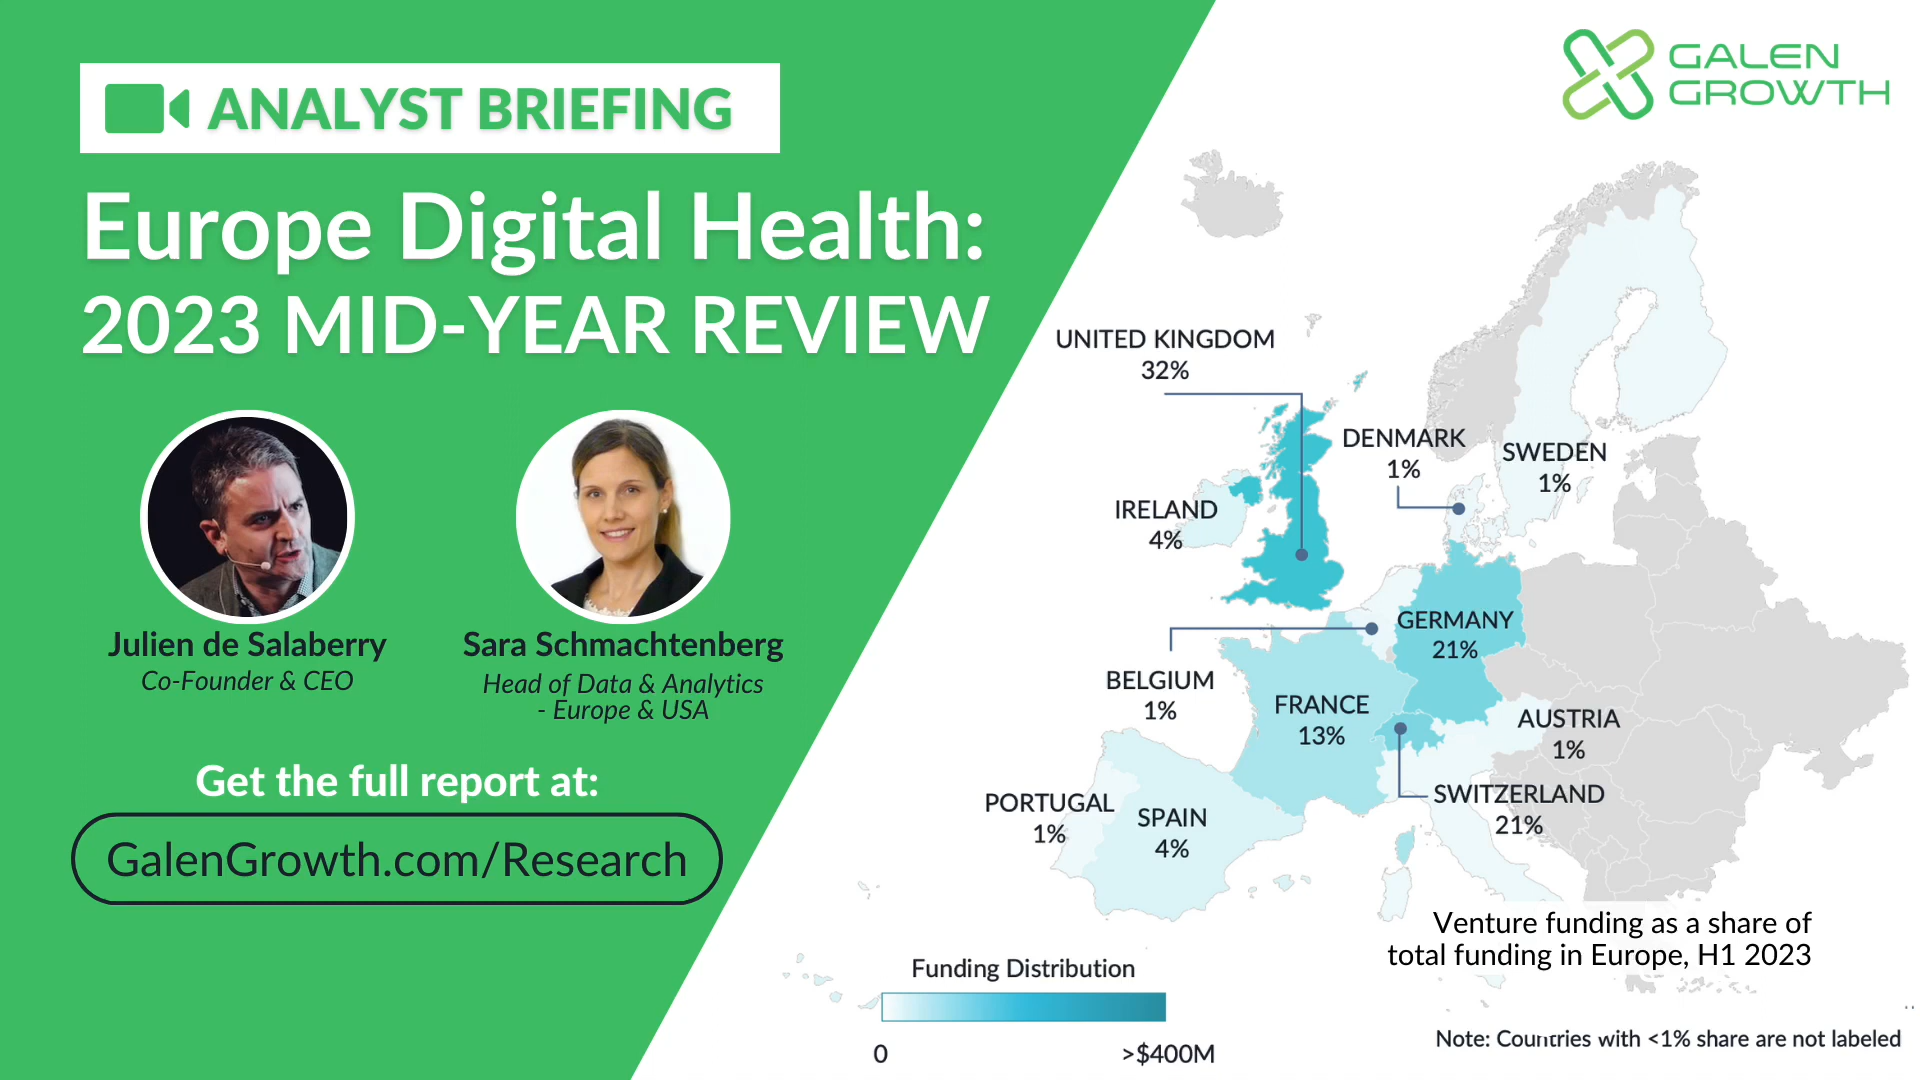 ANALYST BRIEFING
Europe Digital Health:
2023 MID-YEAR REVIEW
Julien de Salaberry
Co-Founder & CEO
Sara Schmachtenberg
Head of Data & Analytics
- Europe & USA
Get the full report at:
GalenGrowth.com/Research
GALEN
GROWTH
UNITED KINGDOM
32%
DENMARK
1%
SWEDEN
1%
IRELAND
4%
GERMANY
21%
BELGIUM
1%
FRANCE
13%
AUSTRIA
1%
SWITZERLAND
21%
PORTUGAL
1%
SPAIN
4%
Venture funding as a share of
total funding in Europe, H1 2023
Funding Distribution
0
>$400M
Note: Countries with <1% share are not labeled